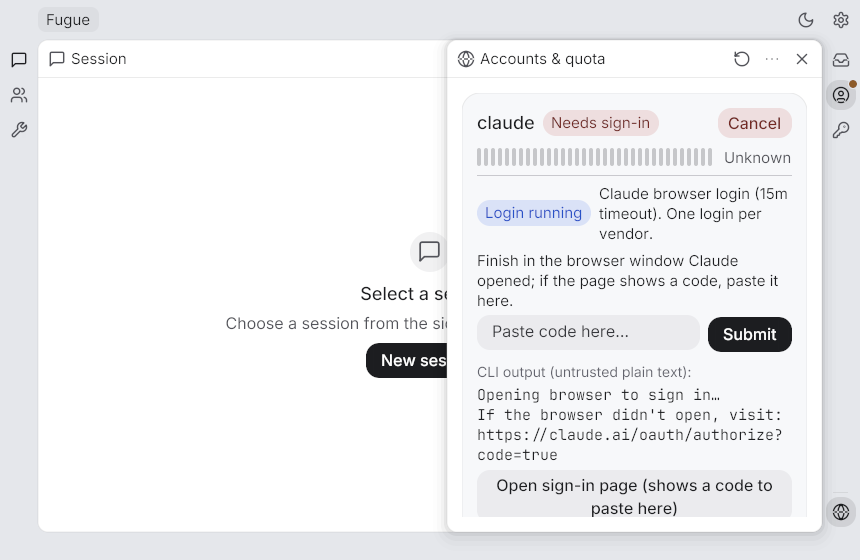 Fugue
Session
Select a se
Choose a session from the si
New ses
Accounts & quota
claude
Needs sign-in
Cancel
Unknown
Login running
Claude browser login (15m
timeout). One login per
vendor.
Finish in the browser window Claude
opened; if the page shows a code, paste it
here.
Paste code here...
Submit
CLI output (untrusted plain text):
Opening browser to sign in…
If the browser didn't open, visit:
https://claude.ai/oauth/authorize?
code=true
Open sign-in page (shows a code to
paste here)